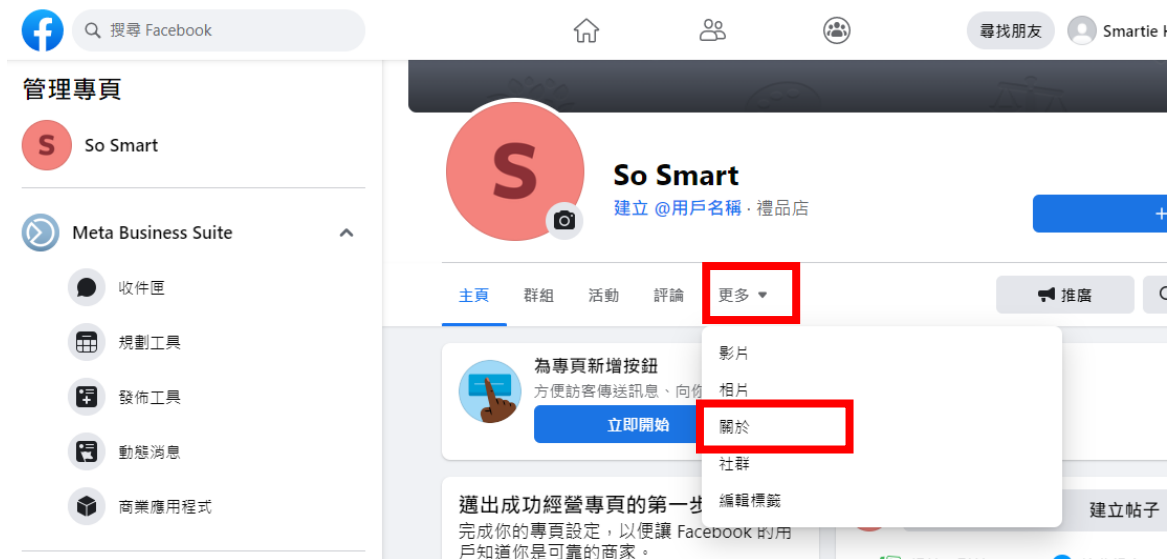 搜尋 Facebook
尋找朋友
Smartie
管理專頁
S
So Smart
Meta Business Suite
收件匣
規劃工具
發佈工具
動態消息
商業應用程式
S
So Smart
建立 @用戶名稱 · 禮品店
+
主頁 群組 活動 評論 更多
推廣
為專頁新增按鈕
方便訪客傳送訊息、向你
立即開始
影片
相片
關於
社群
編輯標籤
邁出成功經營專頁的第一步
完成你的專頁設定，以便讓 Facebook 的用
戶知道你是可靠的商家。
建立帖子